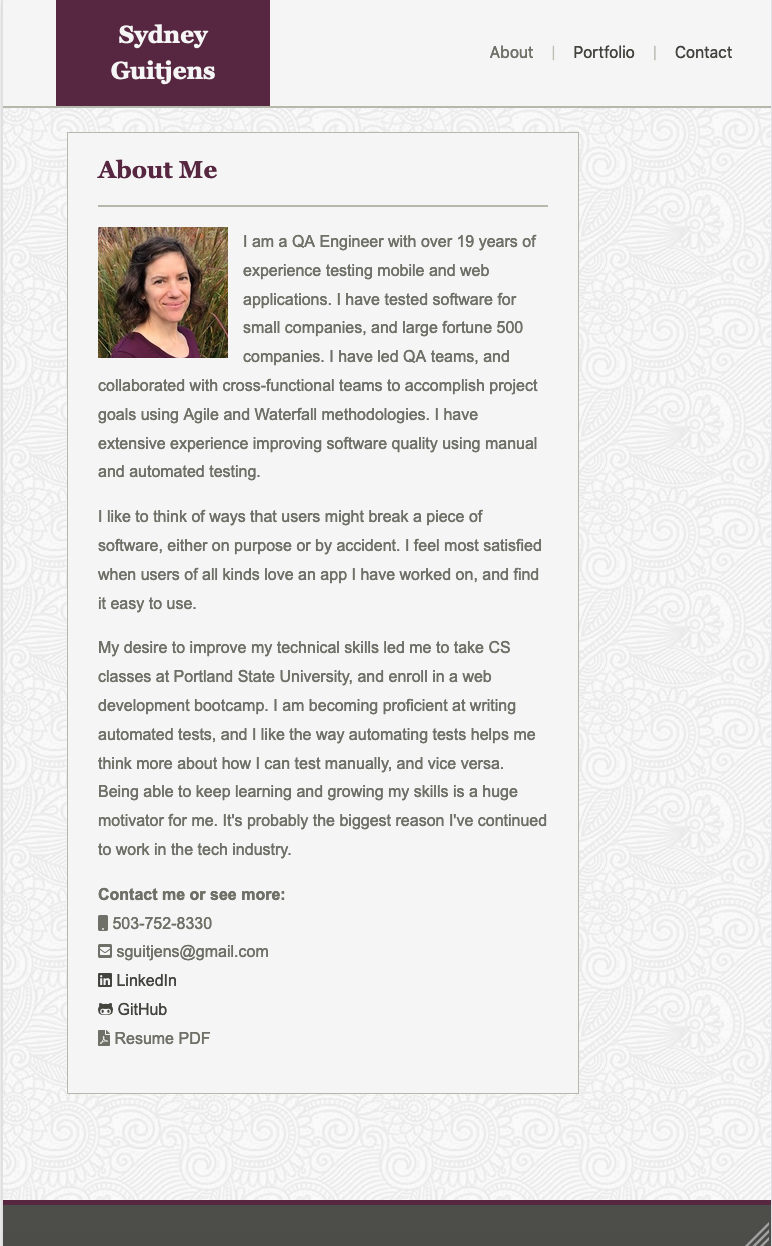 Sydney
Guitjens
About | Portfolio | Contact
About Me
I am a QA Engineer with over 19 years of
experience testing mobile and web
applications. I have tested software for
small companies, and large fortune 500
companies. I have led QA teams, and
collaborated with cross-functional teams to accomplish project
goals using Agile and Waterfall methodologies. I have
extensive experience improving software quality using manual
and automated testing.
I like to think of ways that users might break a piece of
software, either on purpose or by accident. I feel most satisfied
when users of all kinds love an app I have worked on, and find
it easy to use.
My desire to improve my technical skills led me to take CS
classes at Portland State University, and enroll in a web
development bootcamp. I am becoming proficient at writing
automated tests, and I like the way automating tests helps me
think more about how I can test manually, and vice versa.
Being able to keep learning and growing my skills is a huge
motivator for me. It's probably the biggest reason I've continued
to work in the tech industry.
Contact me or see more:
503-752-8330
sguitjens@gmail.com
LinkedIn
GitHub
Resume PDF